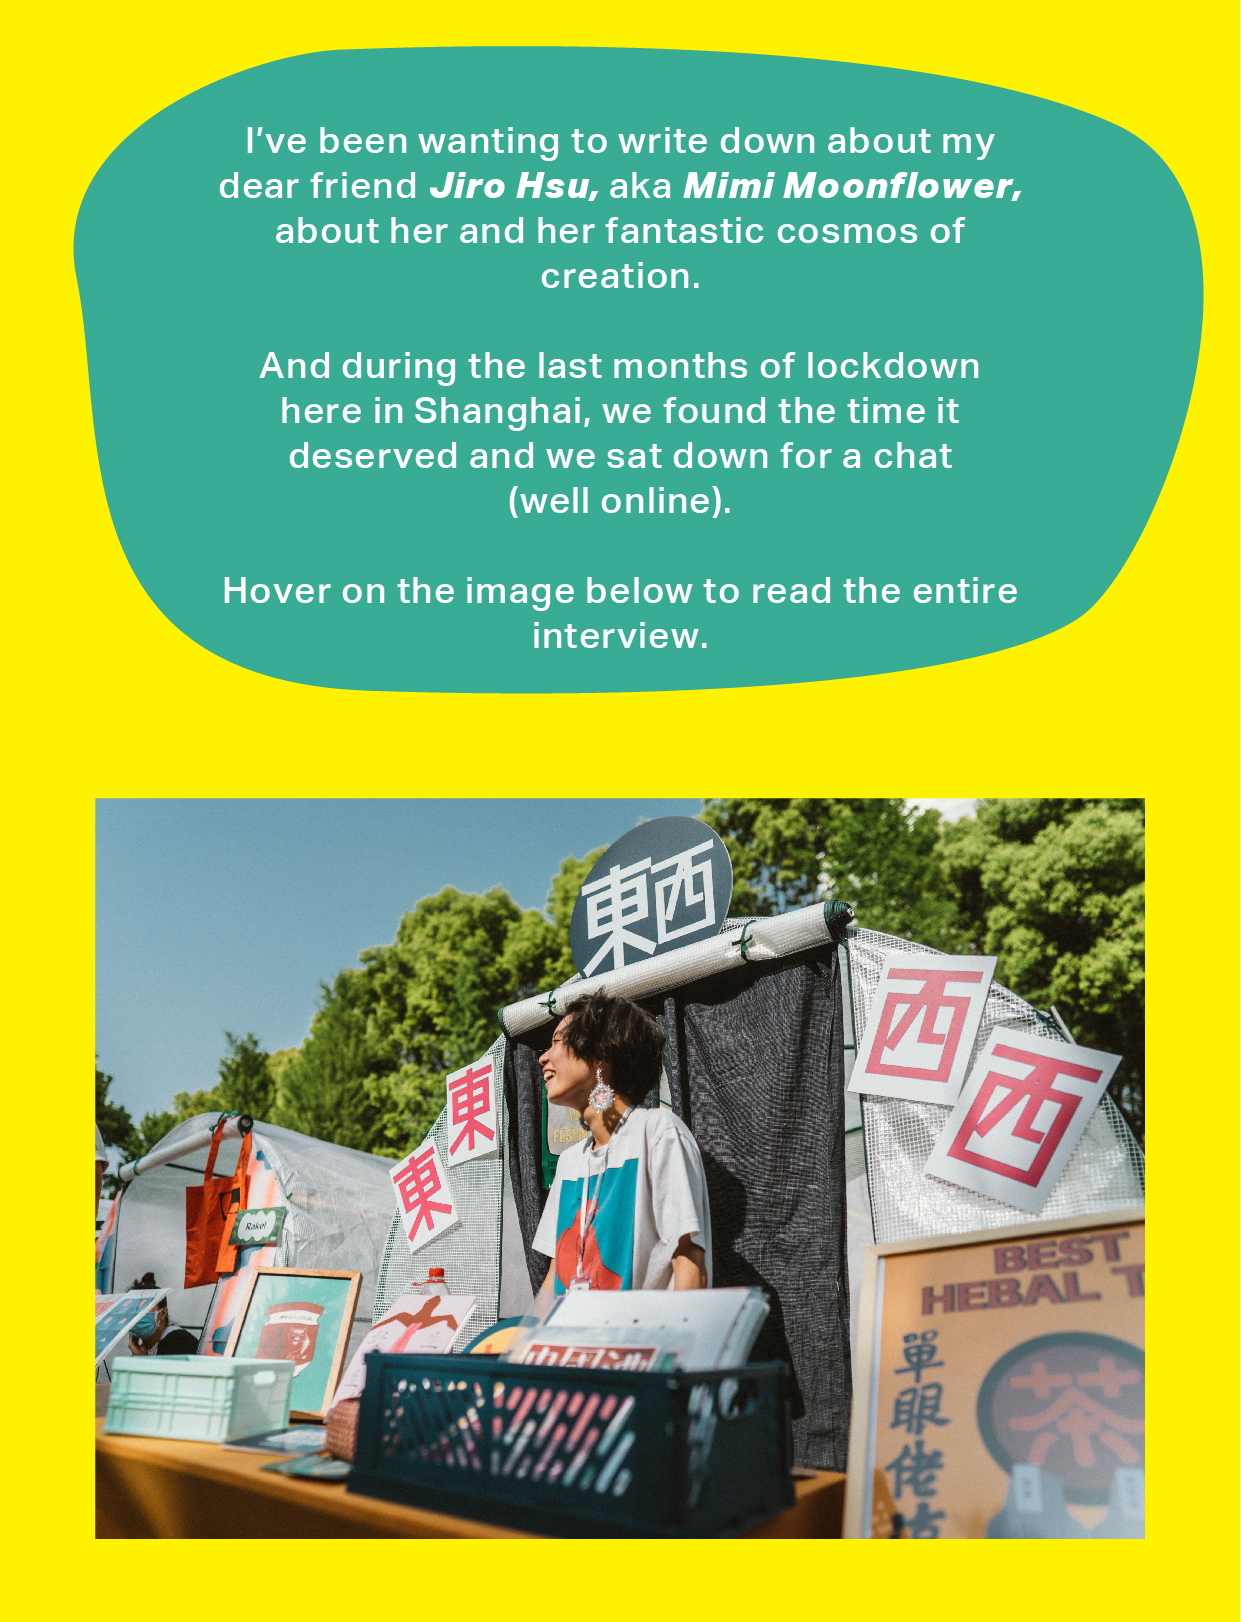 I’ve been wanting to write down about my
dear friend Jiro Hsu, aka Mimi Moonflower,
about her and her fantastic cosmos of
creation.
And during the last months of lockdown
here in Shanghai, we found the time it
deserved and we sat down for a chat
(well online).
Hover on the image below to read the entire
interview.
東西
西
西
東
東
Rakel
BEST
HEBAL T
單眼佬
茶